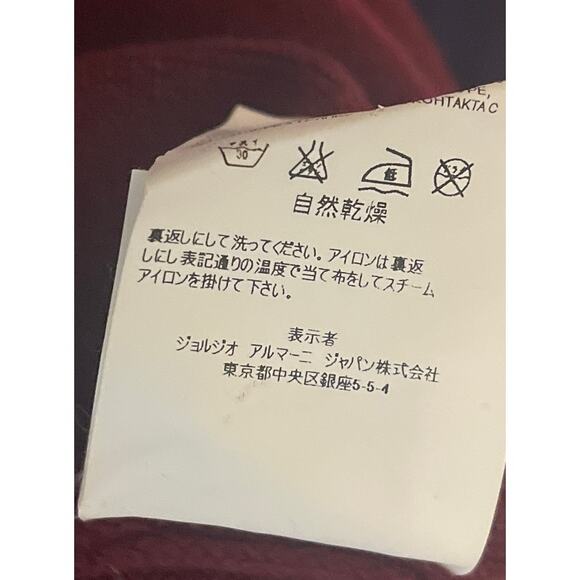 30
低
自然乾燥
裏返しにして洗ってください。アイロンは裏返
しにし表記通りの温度で当て布をしてスチーム
アイロンを掛けて下さい。
表示者
ジョルジオ アルマーニ ジャパン株式会社
東京都中央区銀座5-5-4